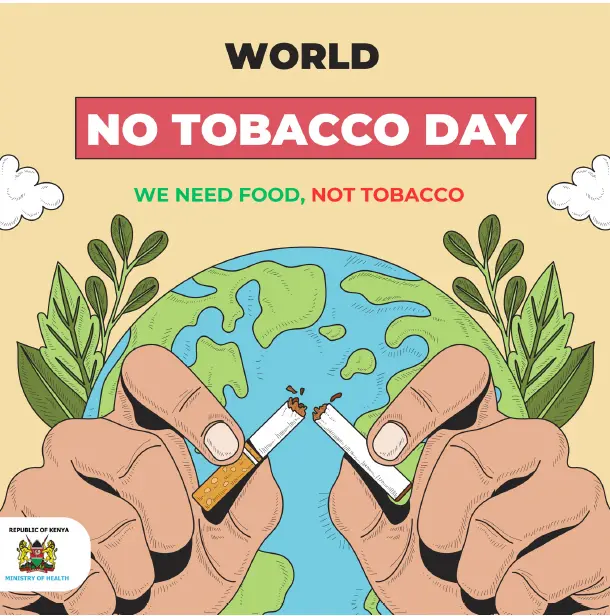 WORLD
NO TOBACCO DAY
WE NEED FOOD, NOT TOBACCO
REPUBLIC OF KENYA
MINISTRY OF HEALTH